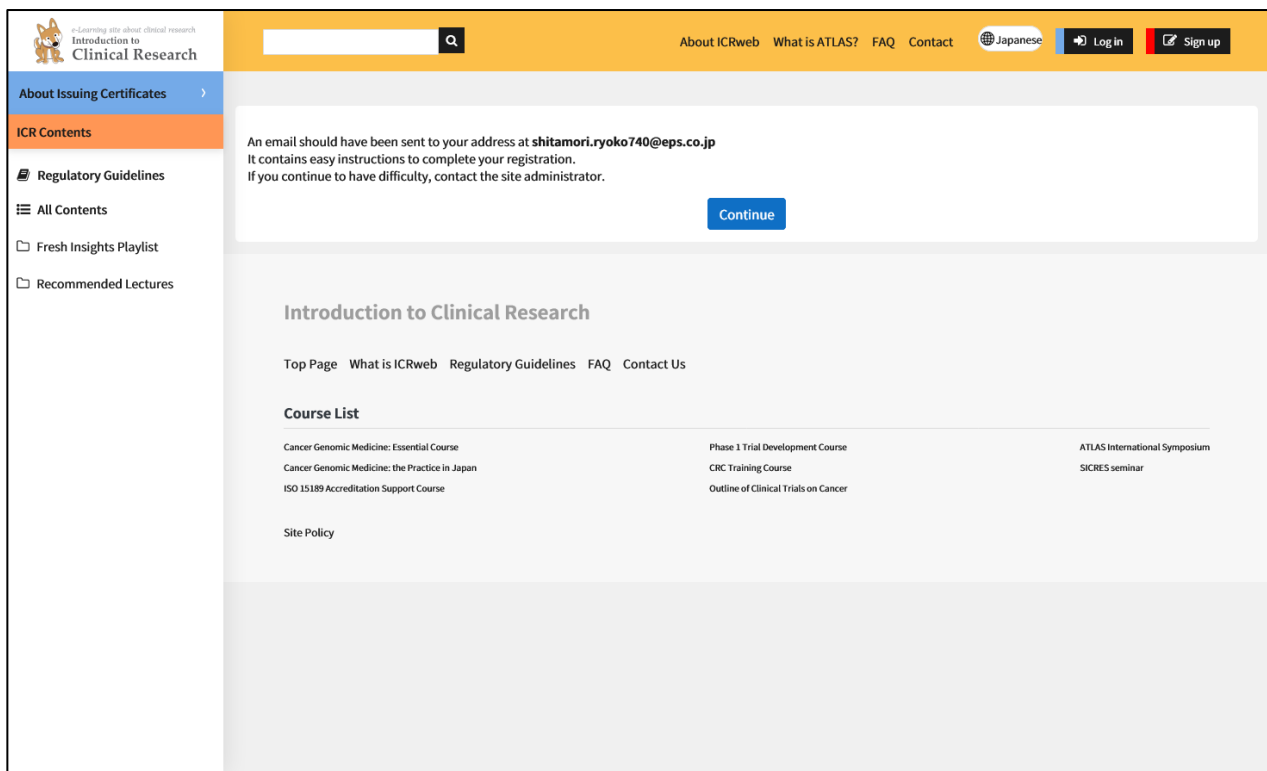 e-Learning site about clinical research
Introduction to
Clinical Research
About ICRweb What is ATLAS? FAQ Contact Japanese Log in Sign up
About Issuing Certificates
ICR Contents
Regulatory Guidelines
All Contents
Fresh Insights Playlist
Recommended Lectures
An email should have been sent to your address at shitamori.ryoko740@eps.co.jp
It contains easy instructions to complete your registration.
If you continue to have difficulty, contact the site administrator.
Continue
Introduction to Clinical Research
Top Page What is ICRweb Regulatory Guidelines FAQ Contact Us
Course List
Cancer Genomic Medicine: Essential Course Phase 1 Trial Development Course ATLAS International Symposium
Cancer Genomic Medicine: the Practice in Japan CRC Training Course SICRES seminar
ISO 15189 Accreditation Support Course Outline of Clinical Trials on Cancer
Site Policy